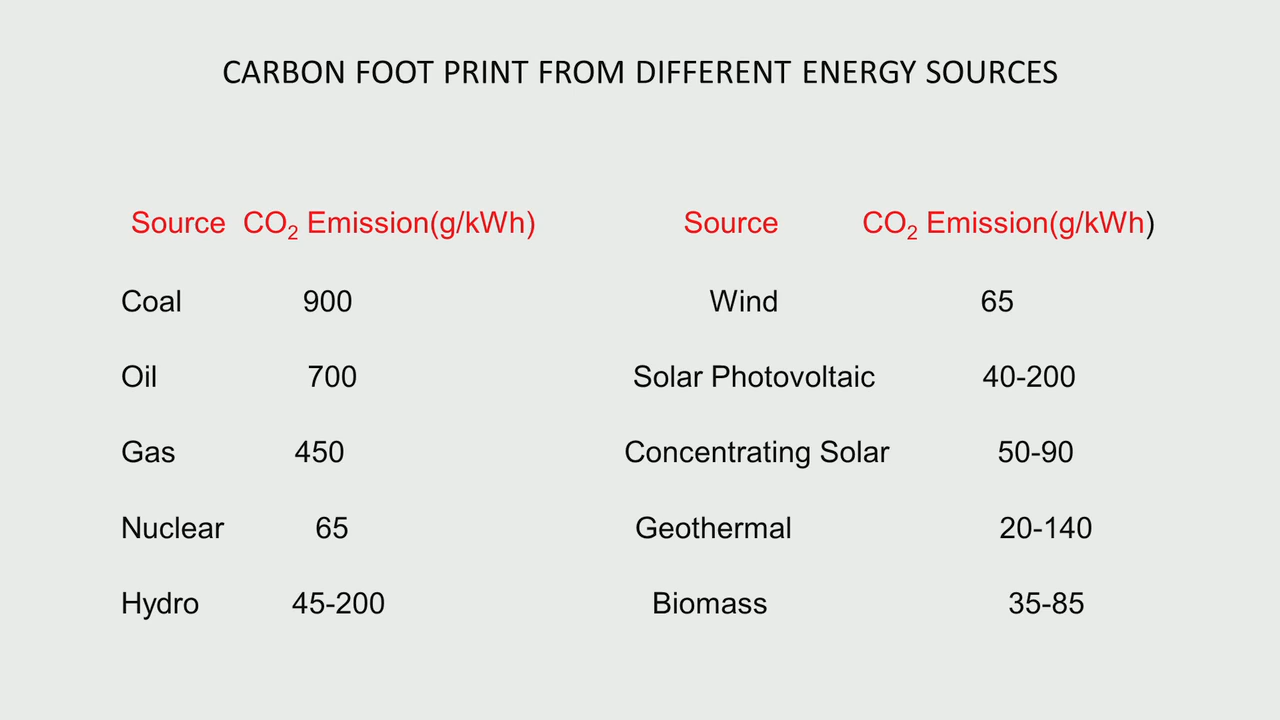 CARBON FOOT PRINT FROM DIFFERENT ENERGY SOURCES
Source CO₂ Emission(g/kWh) Source CO₂ Emission(g/kWh)
Coal 900 Wind 65
Oil 700 Solar Photovoltaic 40-200
Gas 450 Concentrating Solar 50-90
Nuclear 65 Geothermal 20-140
Hydro 45-200 Biomass 35-85